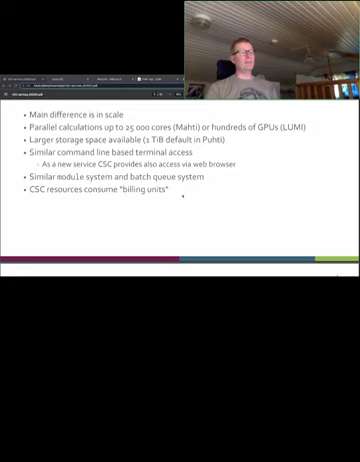 Main difference is in scale
Parallel calculations up to 25 000 cores (Mahti) or hundreds of GPUs (LUMI)
Larger storage space available (1 TiB default in Puhti)
Similar command line based terminal access
As a new service CSC provides also access via web browser
Similar module system and batch queue system
CSC resources consume "billing units"